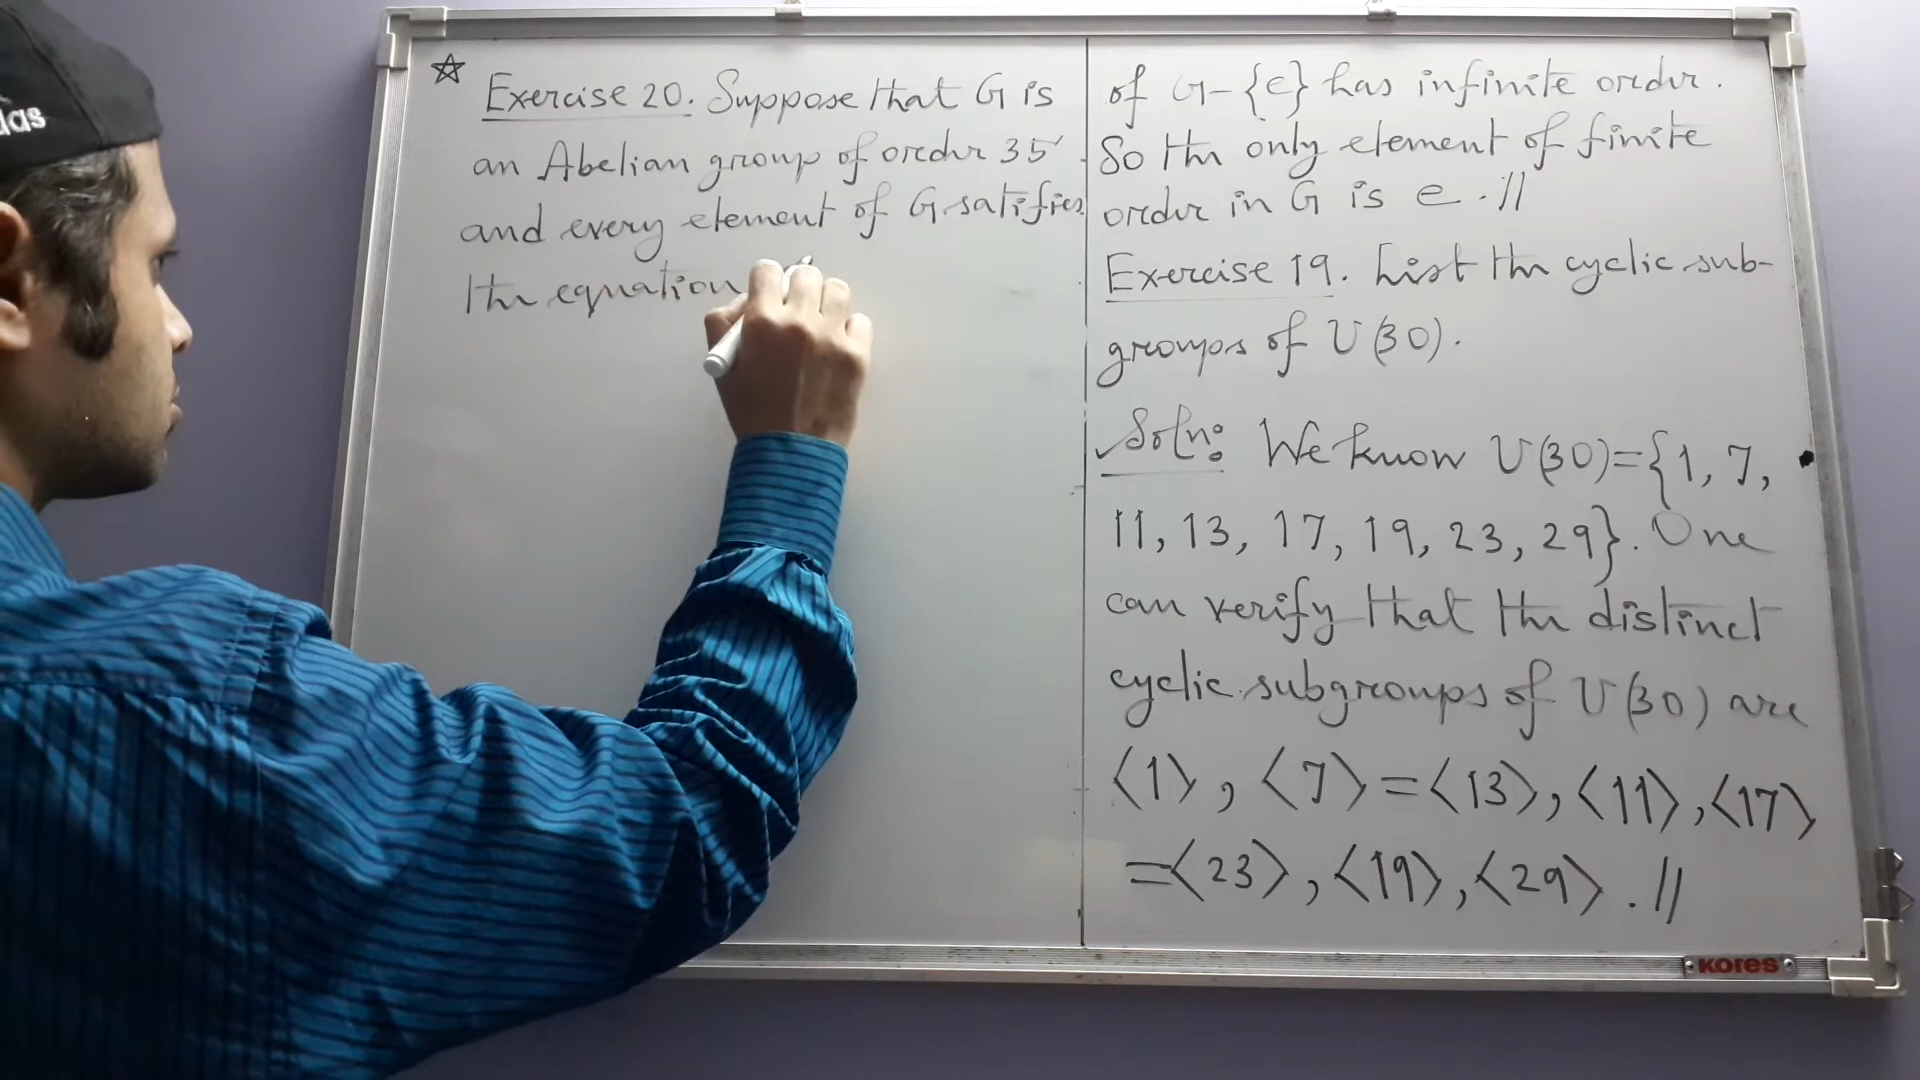 Exercise 20. Suppose that G is
an Abelian group of order 35
and every element of G satisfies
the equation
of G-{e} has infinite order.
So the only element of finite
order in G is e. //
Exercise 19. List the cyclic sub-
groups of U(30).
Soln: We know U(30)={1, 7,
11, 13, 17, 19, 23, 29}. One
can verify that the distinct
cyclic subgroups of U(30) are
⟨1⟩, ⟨7⟩=⟨13⟩, ⟨11⟩, ⟨17⟩
=⟨23⟩, ⟨19⟩, ⟨29⟩. //
KORES